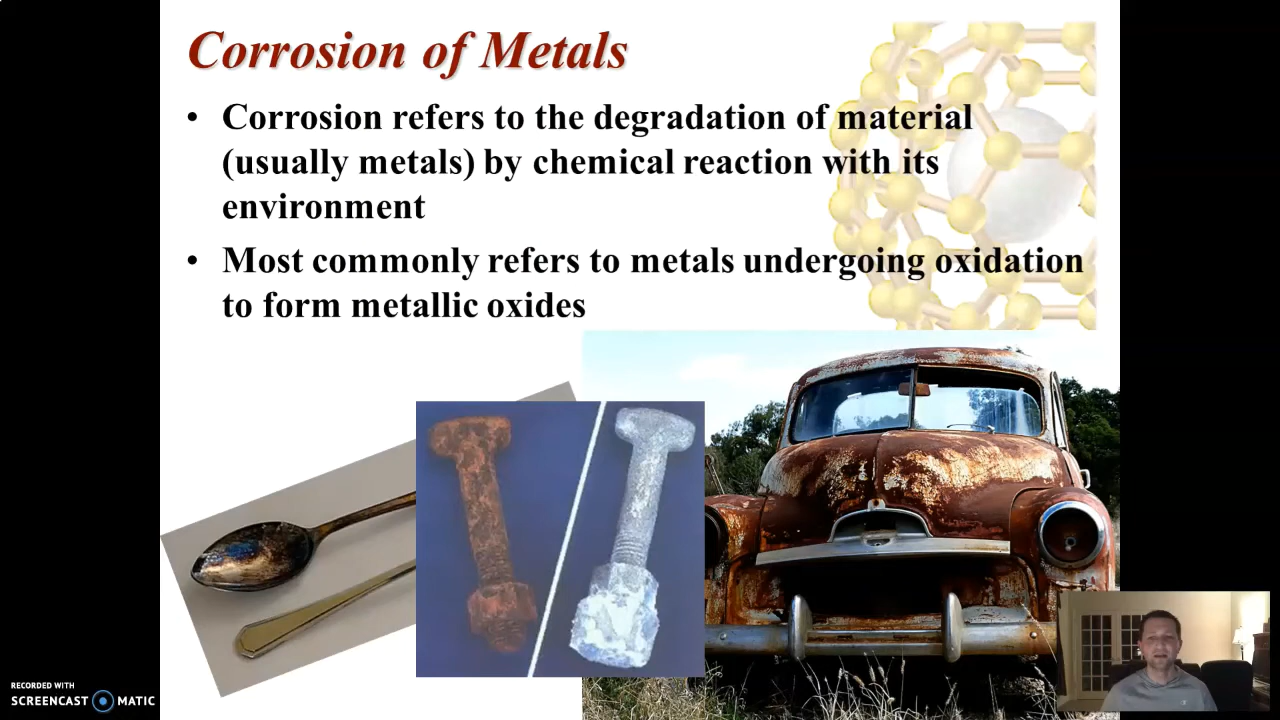 Corrosion of Metals
• Corrosion refers to the degradation of material
(usually metals) by chemical reaction with its
environment
• Most commonly refers to metals undergoing oxidation
to form metallic oxides
RECORDED WITH
SCREENCAST MATIC